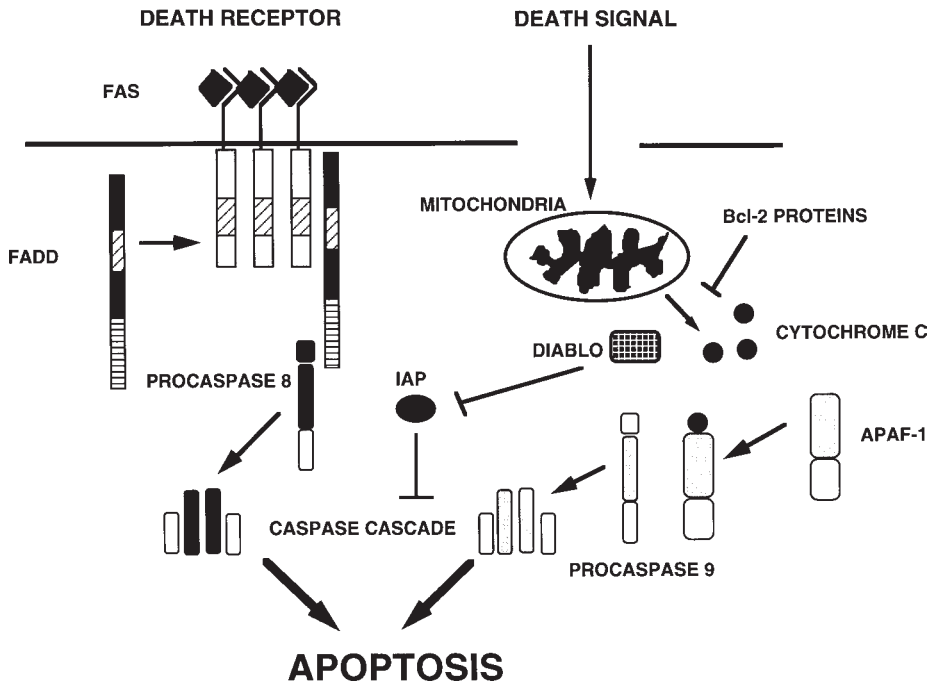 DEATH RECEPTOR
DEATH SIGNAL
FAS
MITOCHONDRIA
Bcl-2 PROTEINS
FADD
CYTOCHROME C
DIABLO
PROCASPASE 8
IAP
APAF-1
CASPASE CASCADE
PROCASPASE 9
APOPTOSIS